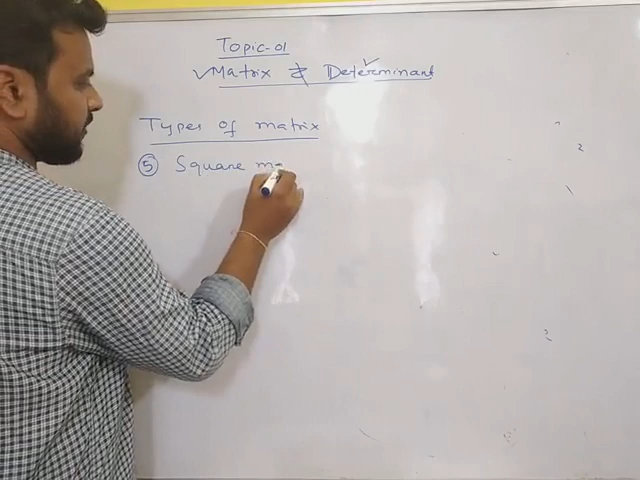 Topic-01
✓Matrix & Determinant
Types of matrix
⑤ Square ma